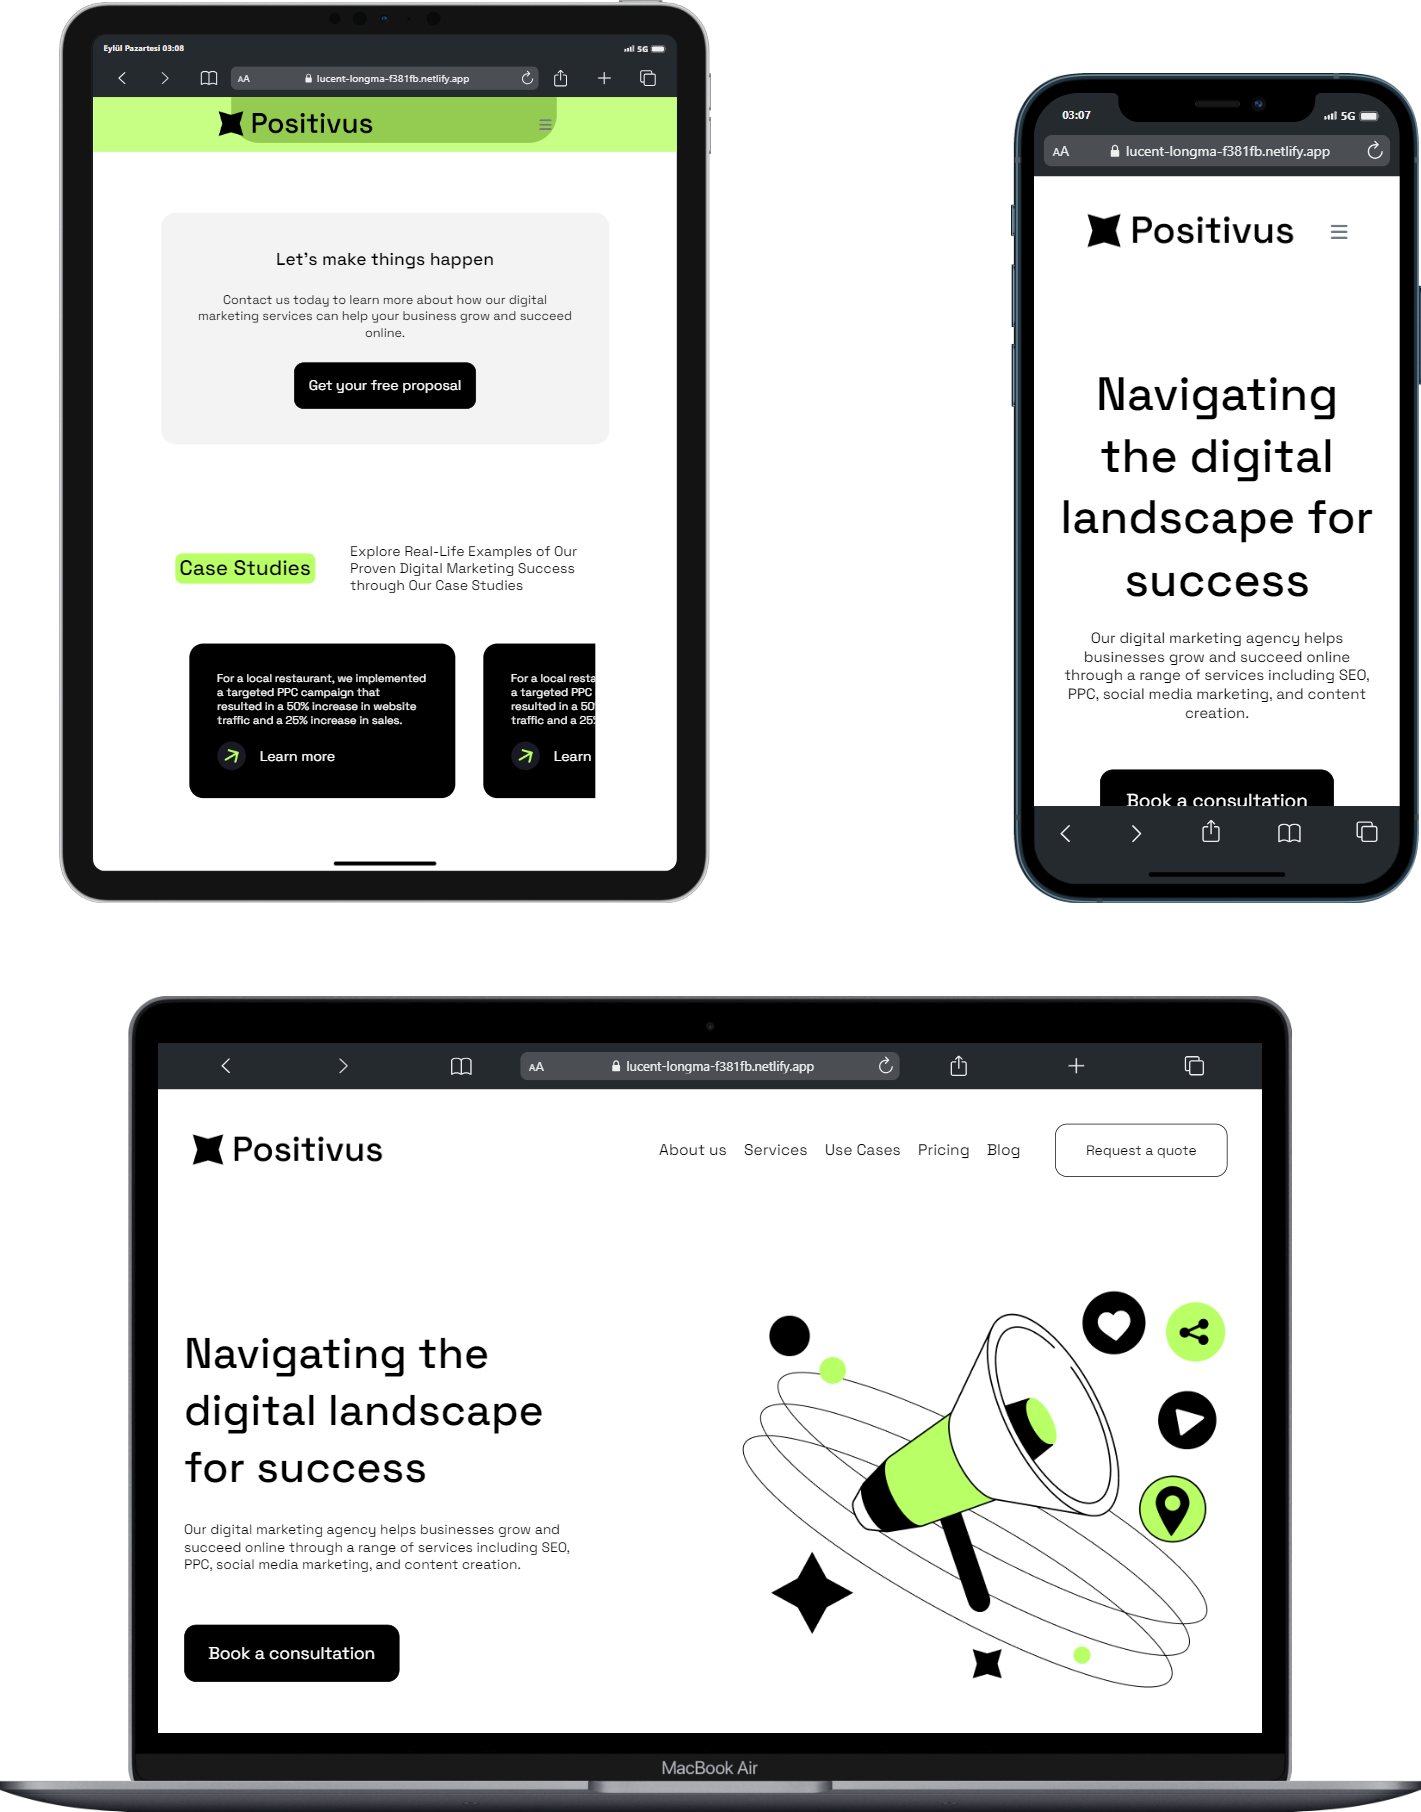 Eylül Pazartesi 03:08
5G
AA
lucent-longma-f381fb.netlify.app
Positivus
Let's make things happen
Contact us today to learn more about how our digital
marketing services can help your business grow and succeed
online.
Get your free proposal
Case Studies
Explore Real-Life Examples of Our
Proven Digital Marketing Success
through Our Case Studies
For a local restaurant, we implemented
a targeted PPC campaign that
resulted in a 50% increase in website
traffic and a 25% increase in sales.
Learn more
For a local resta
a targeted PPC
resulted in a 50
traffic and a 25
Learn
03:07
5G
AA
lucent-longma-f381fb.netlify.app
Positivus
Navigating
the digital
landscape for
success
Our digital marketing agency helps
businesses grow and succeed online
through a range of services including SEO,
PPC, social media marketing, and content
creation.
Book a consultation
AA
lucent-longma-f381fb.netlify.app
Positivus
About us
Services
Use Cases
Pricing
Blog
Request a quote
Navigating the
digital landscape
for success
Our digital marketing agency helps businesses grow and
succeed online through a range of services including SEO,
PPC, social media marketing, and content creation.
Book a consultation
MacBook Air